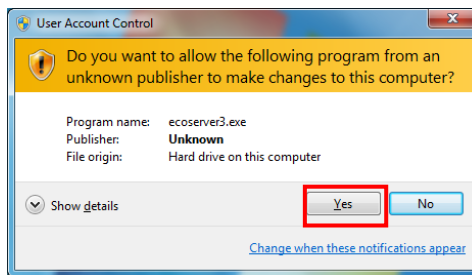 User Account Control
Do you want to allow the following program from an
unknown publisher to make changes to this computer?
Program name: ecoserver3.exe
Publisher: Unknown
File origin: Hard drive on this computer
Show details Yes No
Change when these notifications appear